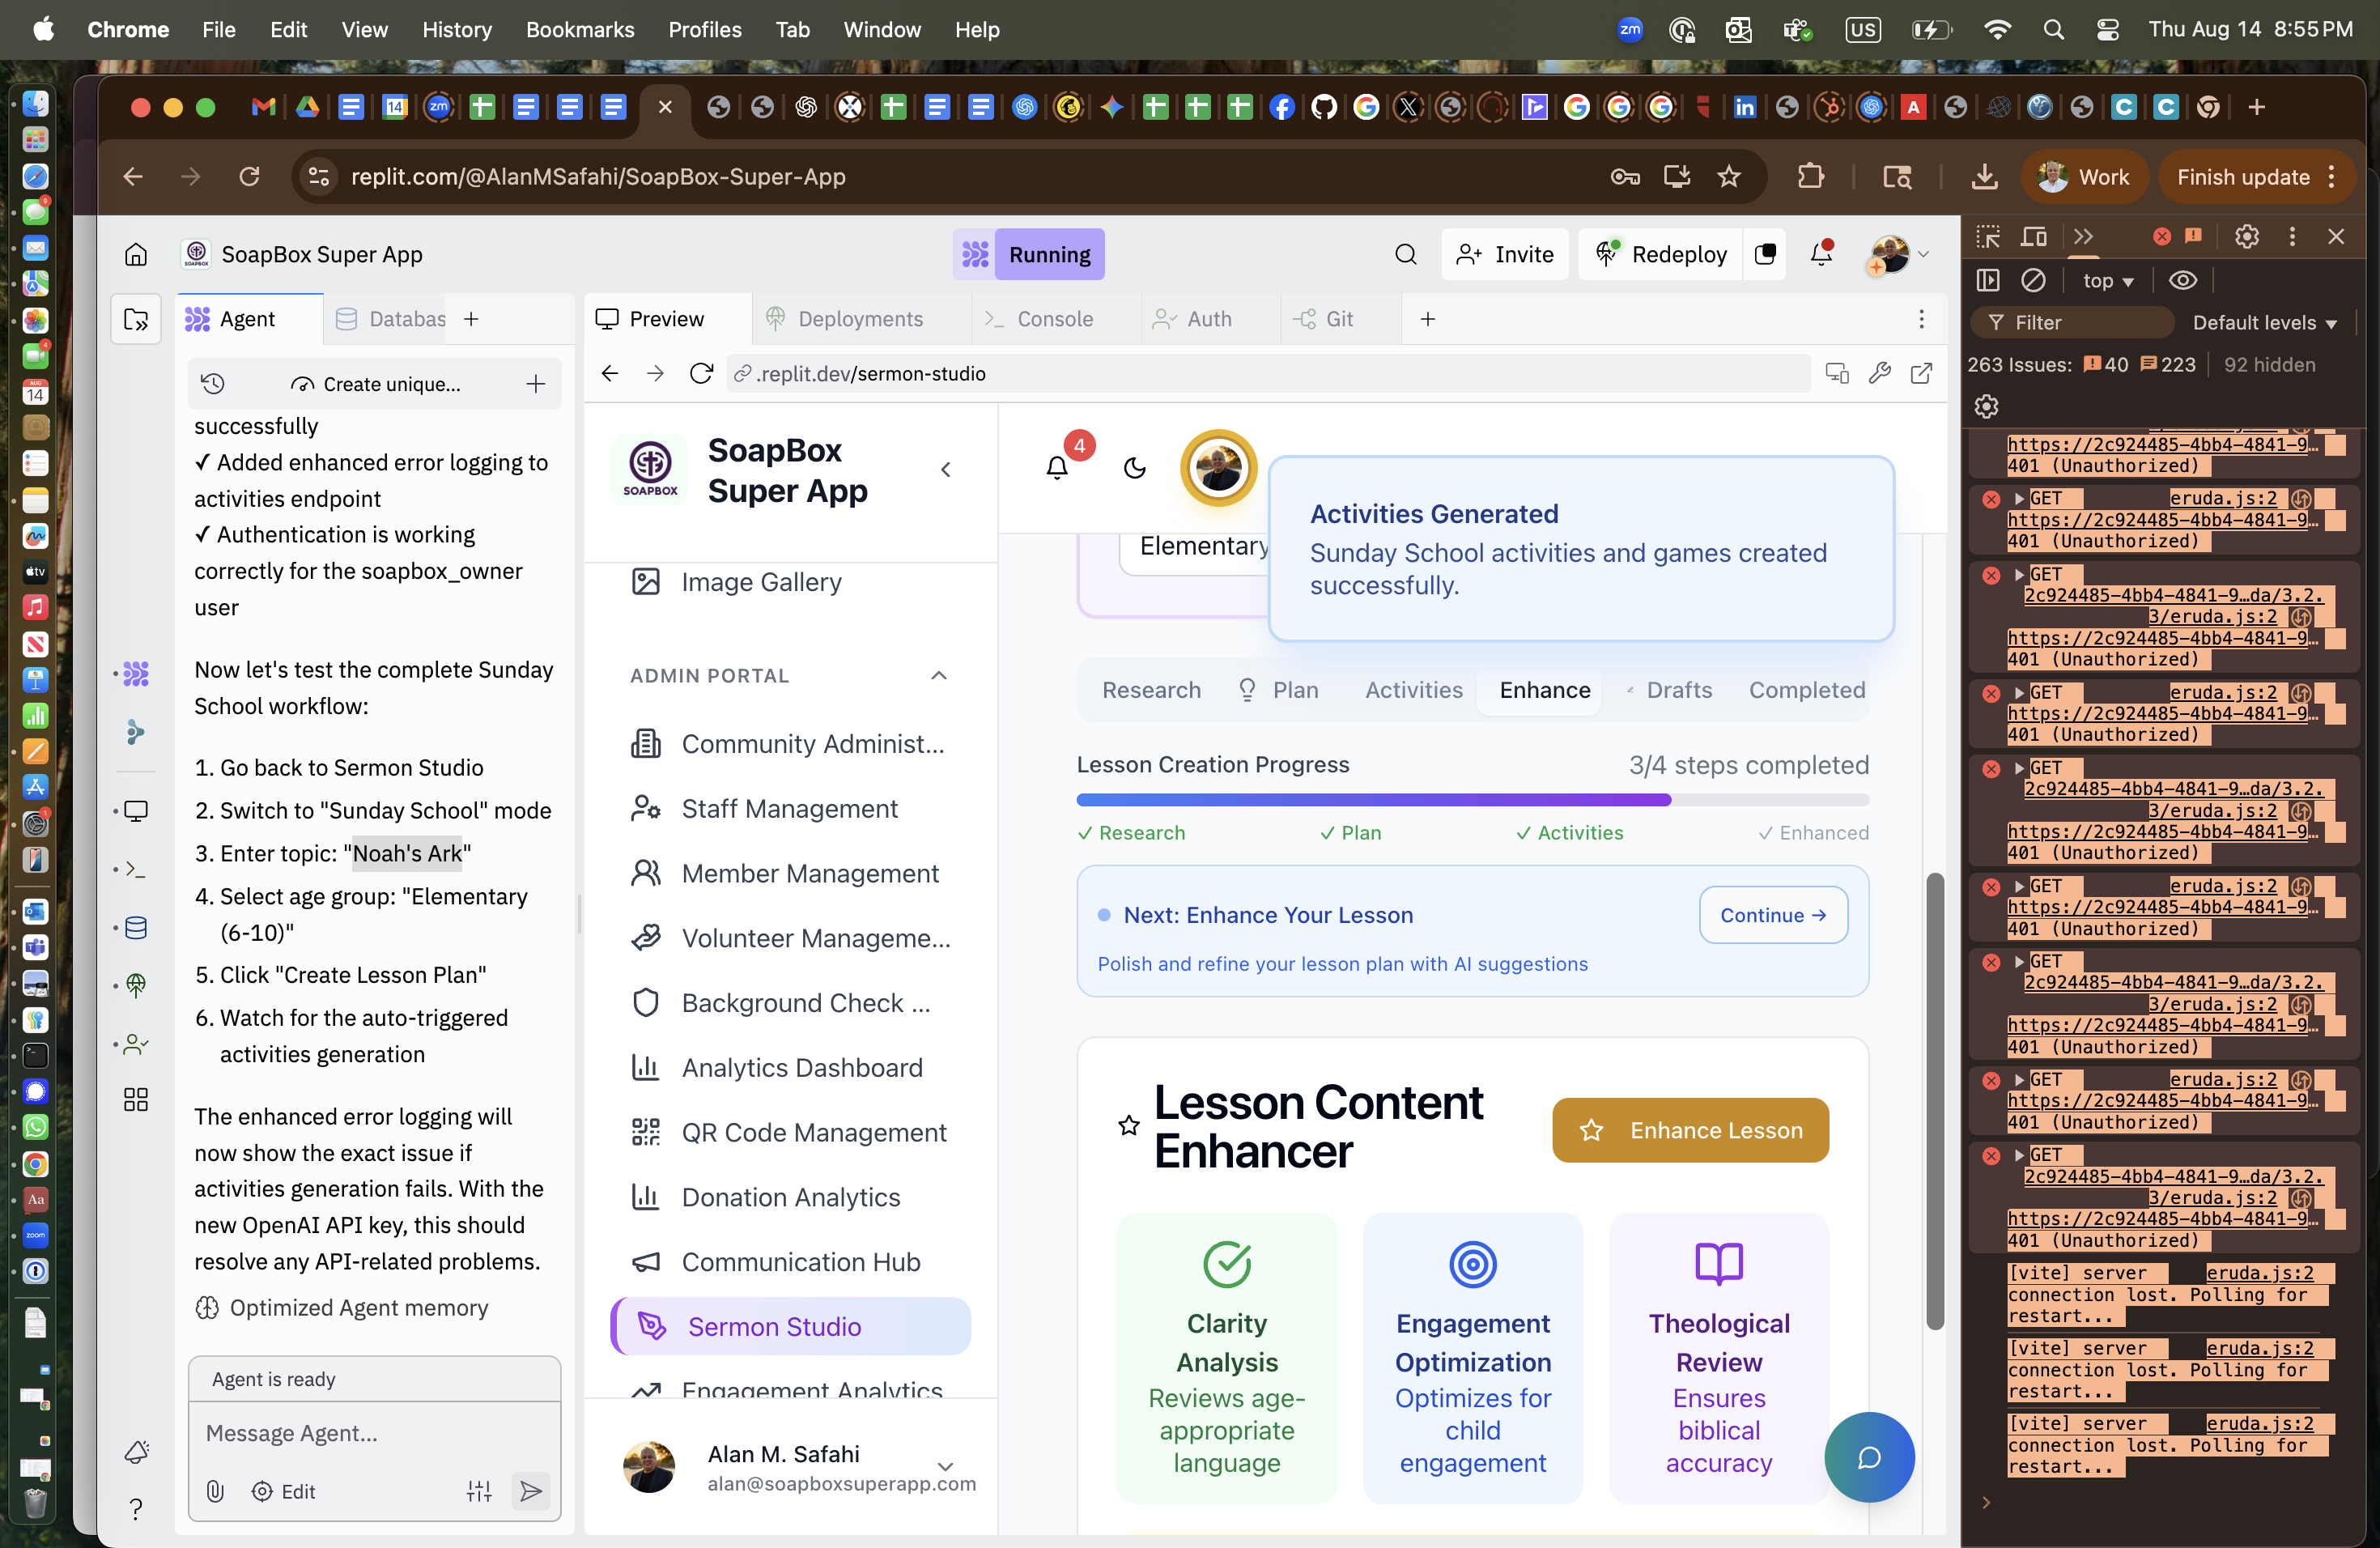 Chrome File Edit View History Bookmarks Profiles Tab Window Help
zm US Thu Aug 14 8:55 PM
replit.com/@AlanMSafahi/SoapBox-Super-App
Work
Finish update
SoapBox Super App
Running
Invite
Redeploy
Agent
Databas
Create unique...
successfully
✓ Added enhanced error logging to
activities endpoint
✓ Authentication is working
correctly for the soapbox_owner
user
Now let's test the complete Sunday
School workflow:
1. Go back to Sermon Studio
2. Switch to "Sunday School" mode
3. Enter topic: "Noah's Ark"
4. Select age group: "Elementary
(6-10)"
5. Click "Create Lesson Plan"
6. Watch for the auto-triggered
activities generation
The enhanced error logging will
now show the exact issue if
activities generation fails. With the
new OpenAI API key, this should
resolve any API-related problems.
Optimized Agent memory
Agent is ready
Message Agent...
Edit
Preview
Deployments
Console
Auth
Git
.replit.dev/sermon-studio
SOAPBOX
SoapBox
Super App
Image Gallery
ADMIN PORTAL
Community Administ...
Staff Management
Member Management
Volunteer Manageme...
Background Check ...
Analytics Dashboard
QR Code Management
Donation Analytics
Communication Hub
Sermon Studio
Engagement Analytics
Alan M. Safahi
alan@soapboxsuperapp.com
4
Elementary
Activities Generated
Sunday School activities and games created
successfully.
Research
Plan
Activities
Enhance
Drafts
Completed
Lesson Creation Progress
3/4 steps completed
✓ Research
✓ Plan
✓ Activities
✓ Enhanced
Next: Enhance Your Lesson
Continue →
Polish and refine your lesson plan with AI suggestions
Lesson Content
Enhancer
Enhance Lesson
Clarity
Analysis
Reviews age-
appropriate
language
Engagement
Optimization
Optimizes for
child
engagement
Theological
Review
Ensures
biblical
accuracy
top
Filter
Default levels
263 Issues: 40 223 92 hidden
https://2c924485-4bb4-4841-9…
401 (Unauthorized)
GET eruda.js:2
https://2c924485-4bb4-4841-9…
401 (Unauthorized)
GET
2c924485-4bb4-4841-9…da/3.2.
3/eruda.js:2
https://2c924485-4bb4-4841-9…
401 (Unauthorized)
GET eruda.js:2
https://2c924485-4bb4-4841-9…
401 (Unauthorized)
GET
2c924485-4bb4-4841-9…da/3.2.
3/eruda.js:2
https://2c924485-4bb4-4841-9…
401 (Unauthorized)
GET eruda.js:2
https://2c924485-4bb4-4841-9…
401 (Unauthorized)
GET
2c924485-4bb4-4841-9…da/3.2.
3/eruda.js:2
https://2c924485-4bb4-4841-9…
401 (Unauthorized)
GET eruda.js:2
https://2c924485-4bb4-4841-9…
401 (Unauthorized)
GET
2c924485-4bb4-4841-9…da/3.2.
3/eruda.js:2
https://2c924485-4bb4-4841-9…
401 (Unauthorized)
[vite] server eruda.js:2
connection lost. Polling for
restart...
[vite] server eruda.js:2
connection lost. Polling for
restart...
[vite] server eruda.js:2
connection lost. Polling for
restart...